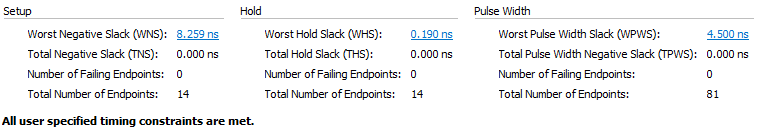 Setup Hold Pulse Width
Worst Negative Slack (WNS): 8.259 ns Worst Hold Slack (WHS): 0.190 ns Worst Pulse Width Slack (WPWS): 4.500 ns
Total Negative Slack (TNS): 0.000 ns Total Hold Slack (THS): 0.000 ns Total Pulse Width Negative Slack (TPWS): 0.000 ns
Number of Failing Endpoints: 0 Number of Failing Endpoints: 0 Number of Failing Endpoints: 0
Total Number of Endpoints: 14 Total Number of Endpoints: 14 Total Number of Endpoints: 81
All user specified timing constraints are met.